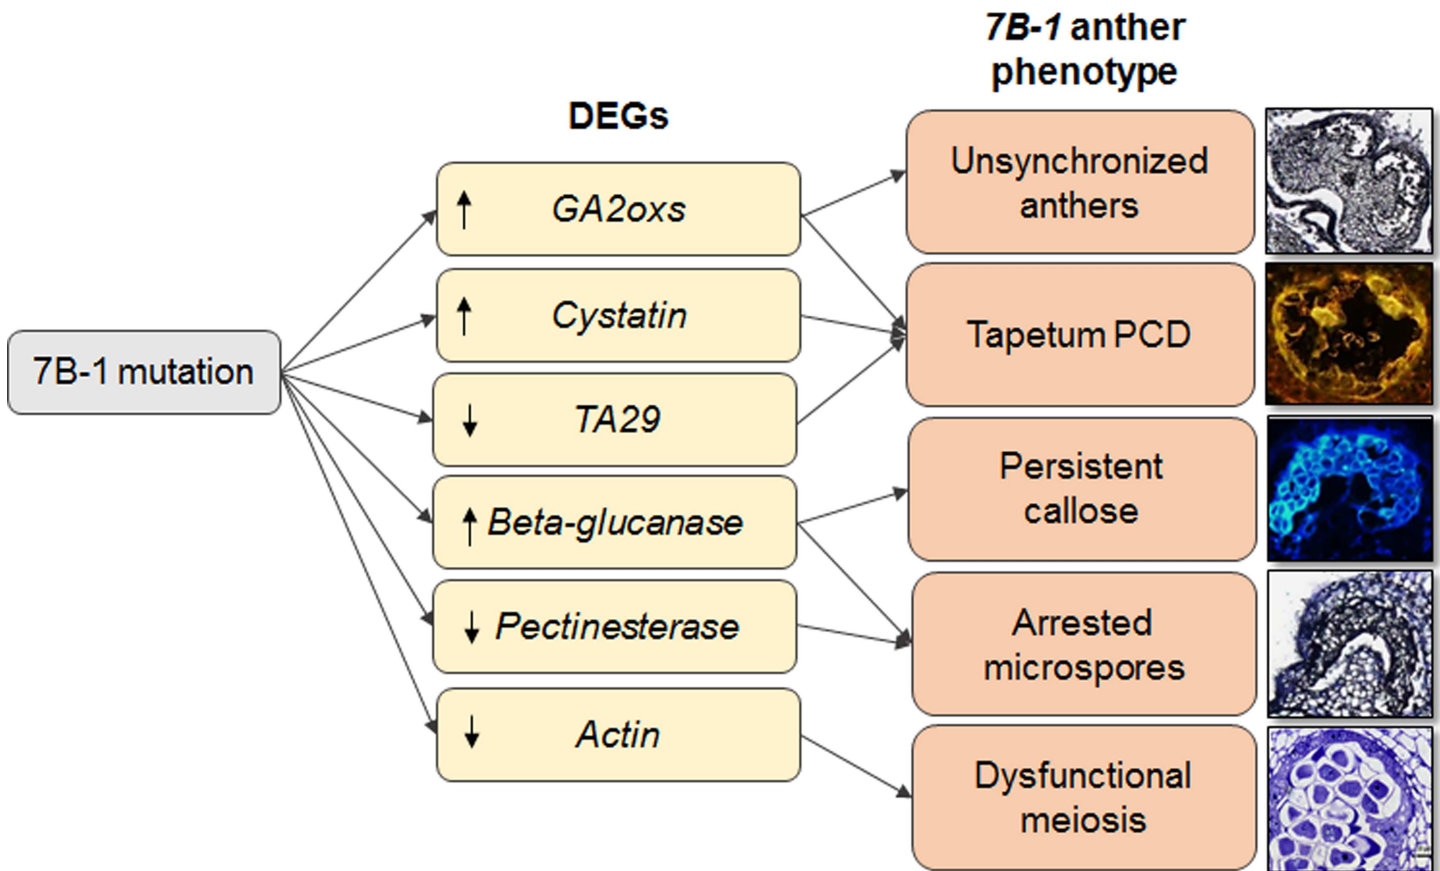 7B-1 anther
phenotype
DEGs
7B-1 mutation
↑ GA2oxs
↑ Cystatin
↓ TA29
↑ Beta-glucanase
↓ Pectinesterase
↓ Actin
Unsynchronized
anthers
Tapetum PCD
Persistent
callose
Arrested
microspores
Dysfunctional
meiosis